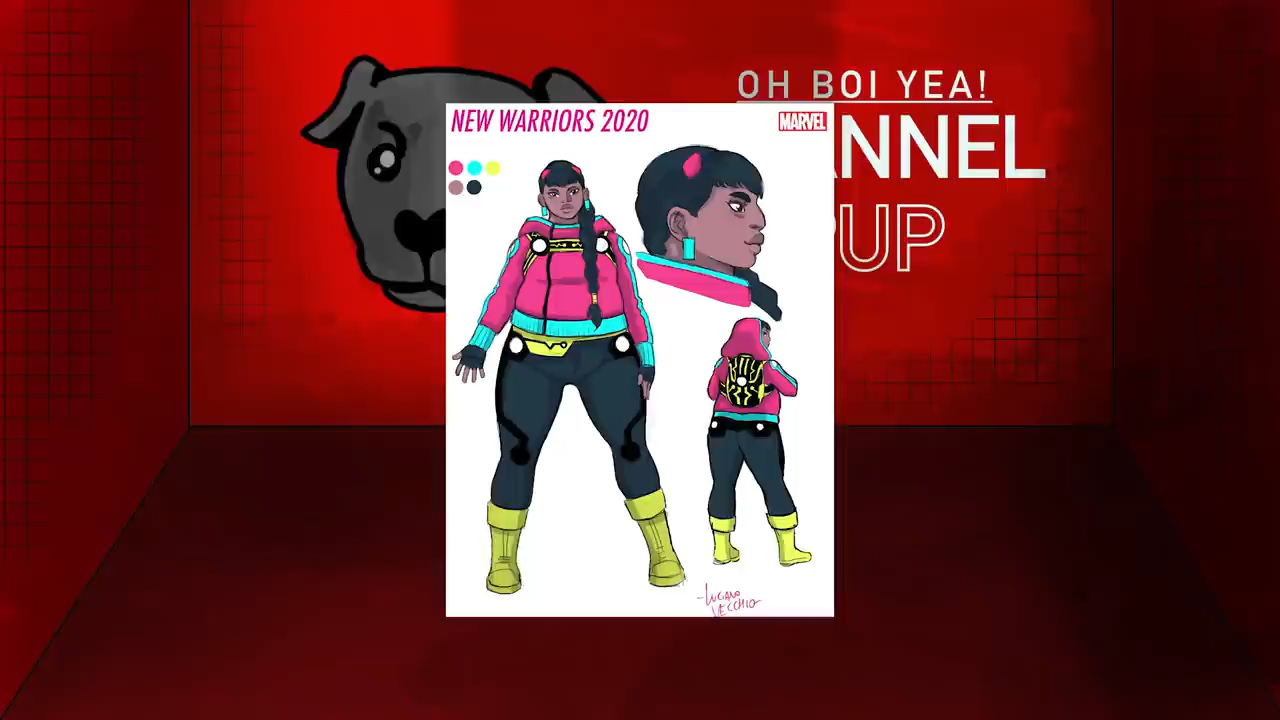 OH BOI YEA!
NEW WARRIORS 2020
MARVEL
ANNEL
UP
-LUCIANO
VECCHIO